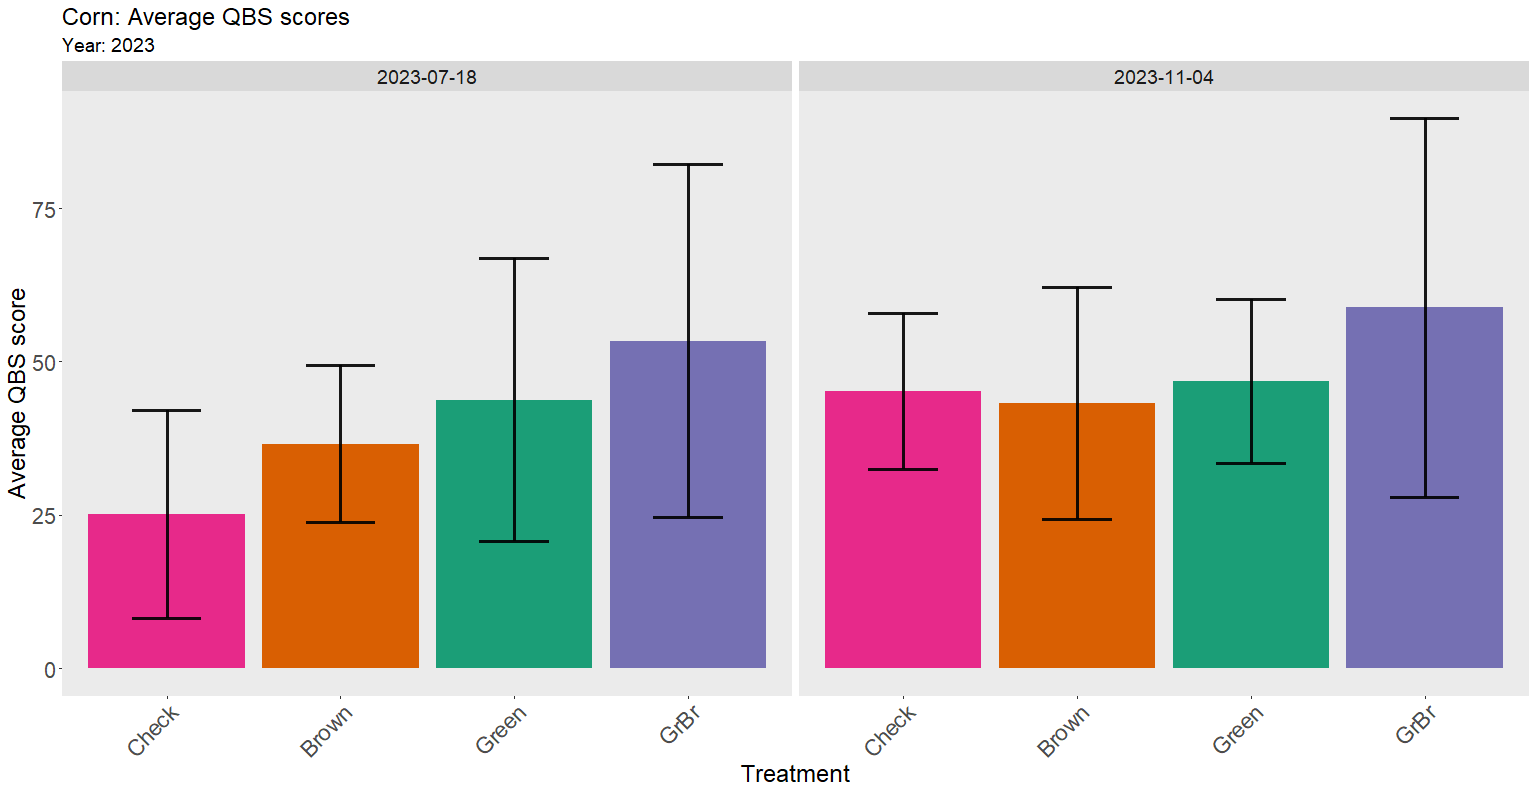 Corn: Average QBS scores
Year: 2023
2023-07-18
2023-11-04
Average QBS score
75
50
25
0
Check
Brown
Green
GrBr
Check
Brown
Green
GrBr
Treatment